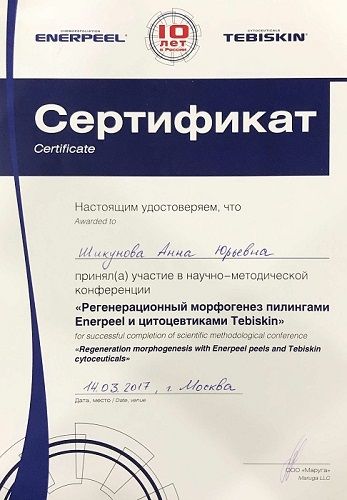 CHEMOEXFOLIATION
ENERPEEL®
10
ЛЕТ
в России
CYTOCEUTICALS
TEBISKIN®
Сертификат
Certificate
Настоящим удостоверяем, что
Awarded to
Шикунова Анна Юрьевна
принял(а) участие в научно–методической
конференции
«Регенерационный морфогенез пилингами
Enerpeel и цитоцевтиками Tebiskin»
for successful completion of scientific methodological conference
«Regeneration morphogenesis with Enerpeel peels and Tebiskin
cytoceuticals»
14.03.2017, г. Москва
Дата, место / Date, venue
ООО «Маруга»
Maruga LLC